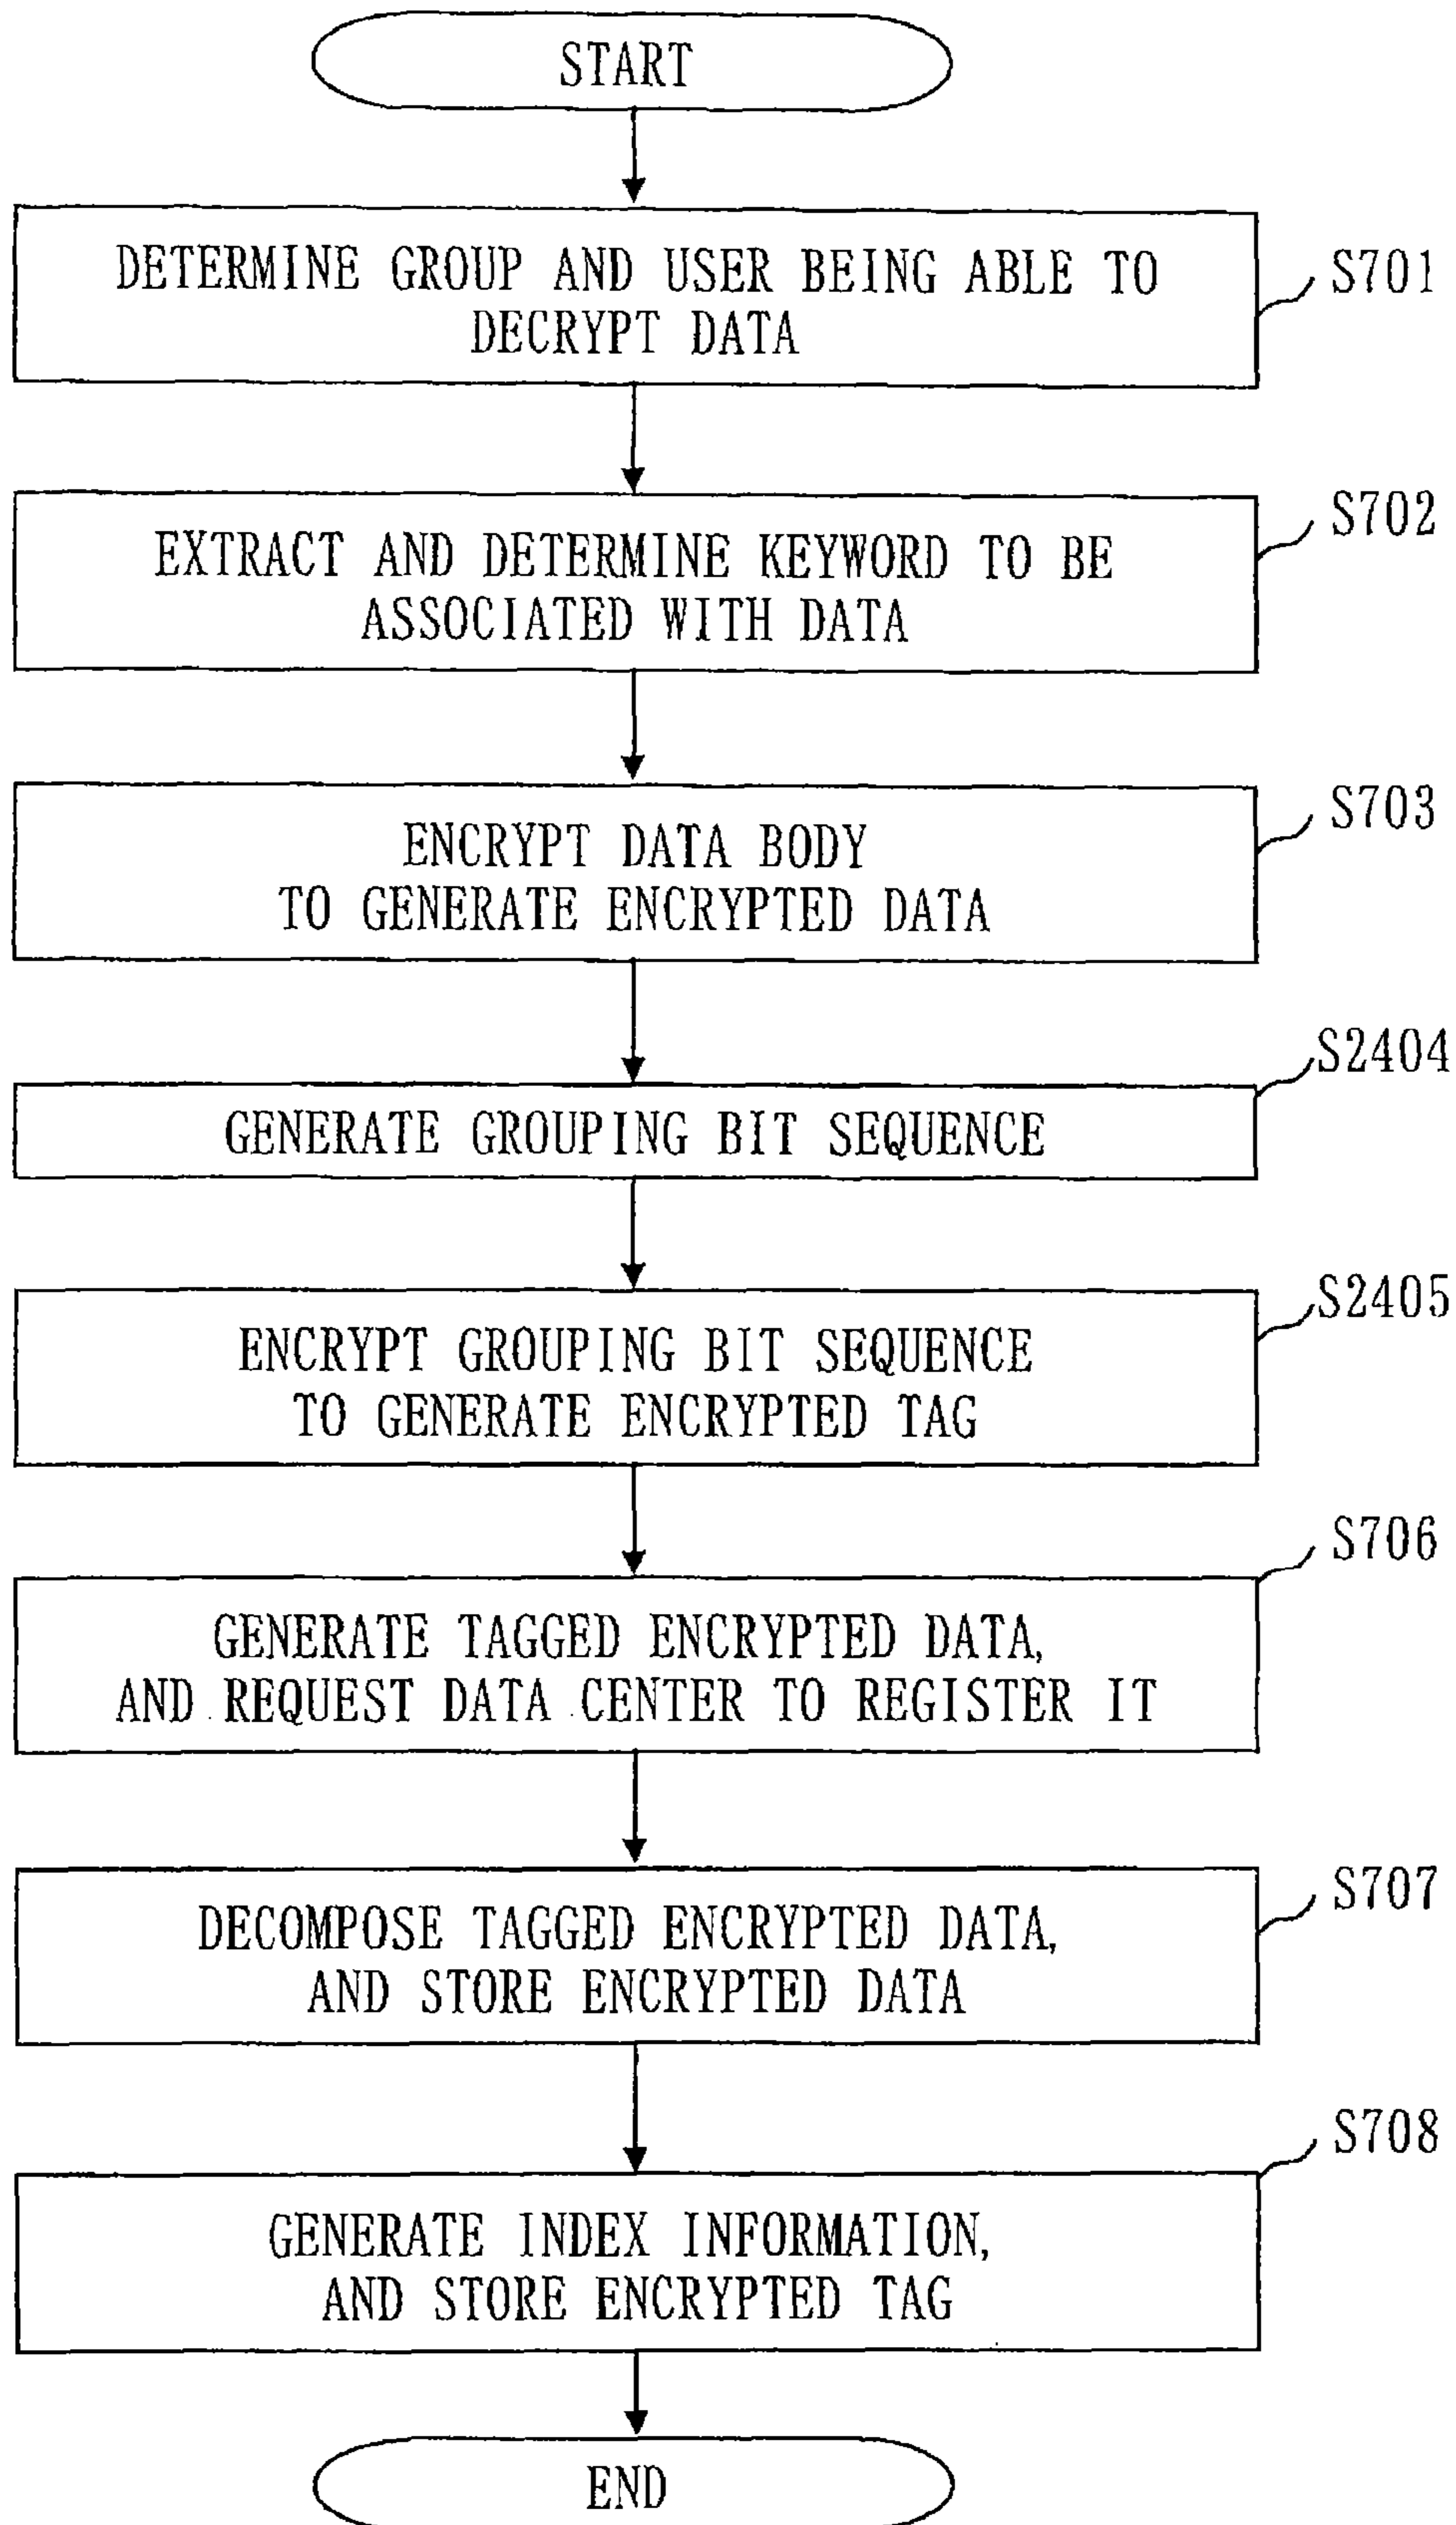 START
DETERMINE GROUP AND USER BEING ABLE TO
DECRYPT DATA
S701
EXTRACT AND DETERMINE KEYWORD TO BE
ASSOCIATED WITH DATA
S702
ENCRYPT DATA BODY
TO GENERATE ENCRYPTED DATA
S703
GENERATE GROUPING BIT SEQUENCE
S2404
ENCRYPT GROUPING BIT SEQUENCE
TO GENERATE ENCRYPTED TAG
S2405
GENERATE TAGGED ENCRYPTED DATA,
AND REQUEST DATA CENTER TO REGISTER IT
S706
DECOMPOSE TAGGED ENCRYPTED DATA,
AND STORE ENCRYPTED DATA
S707
GENERATE INDEX INFORMATION,
AND STORE ENCRYPTED TAG
S708
END